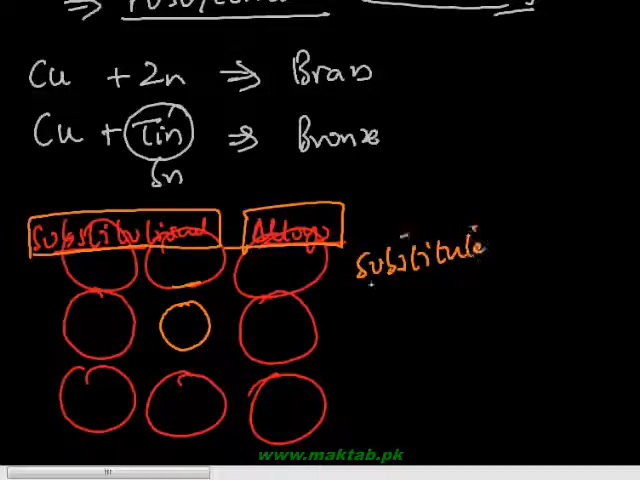 ⇒
Cu + Zn ⇒ Brass
Cu + Tin ⇒ Bronze
Sn
Substitutional Alloys
Substitute
www.maktab.pk